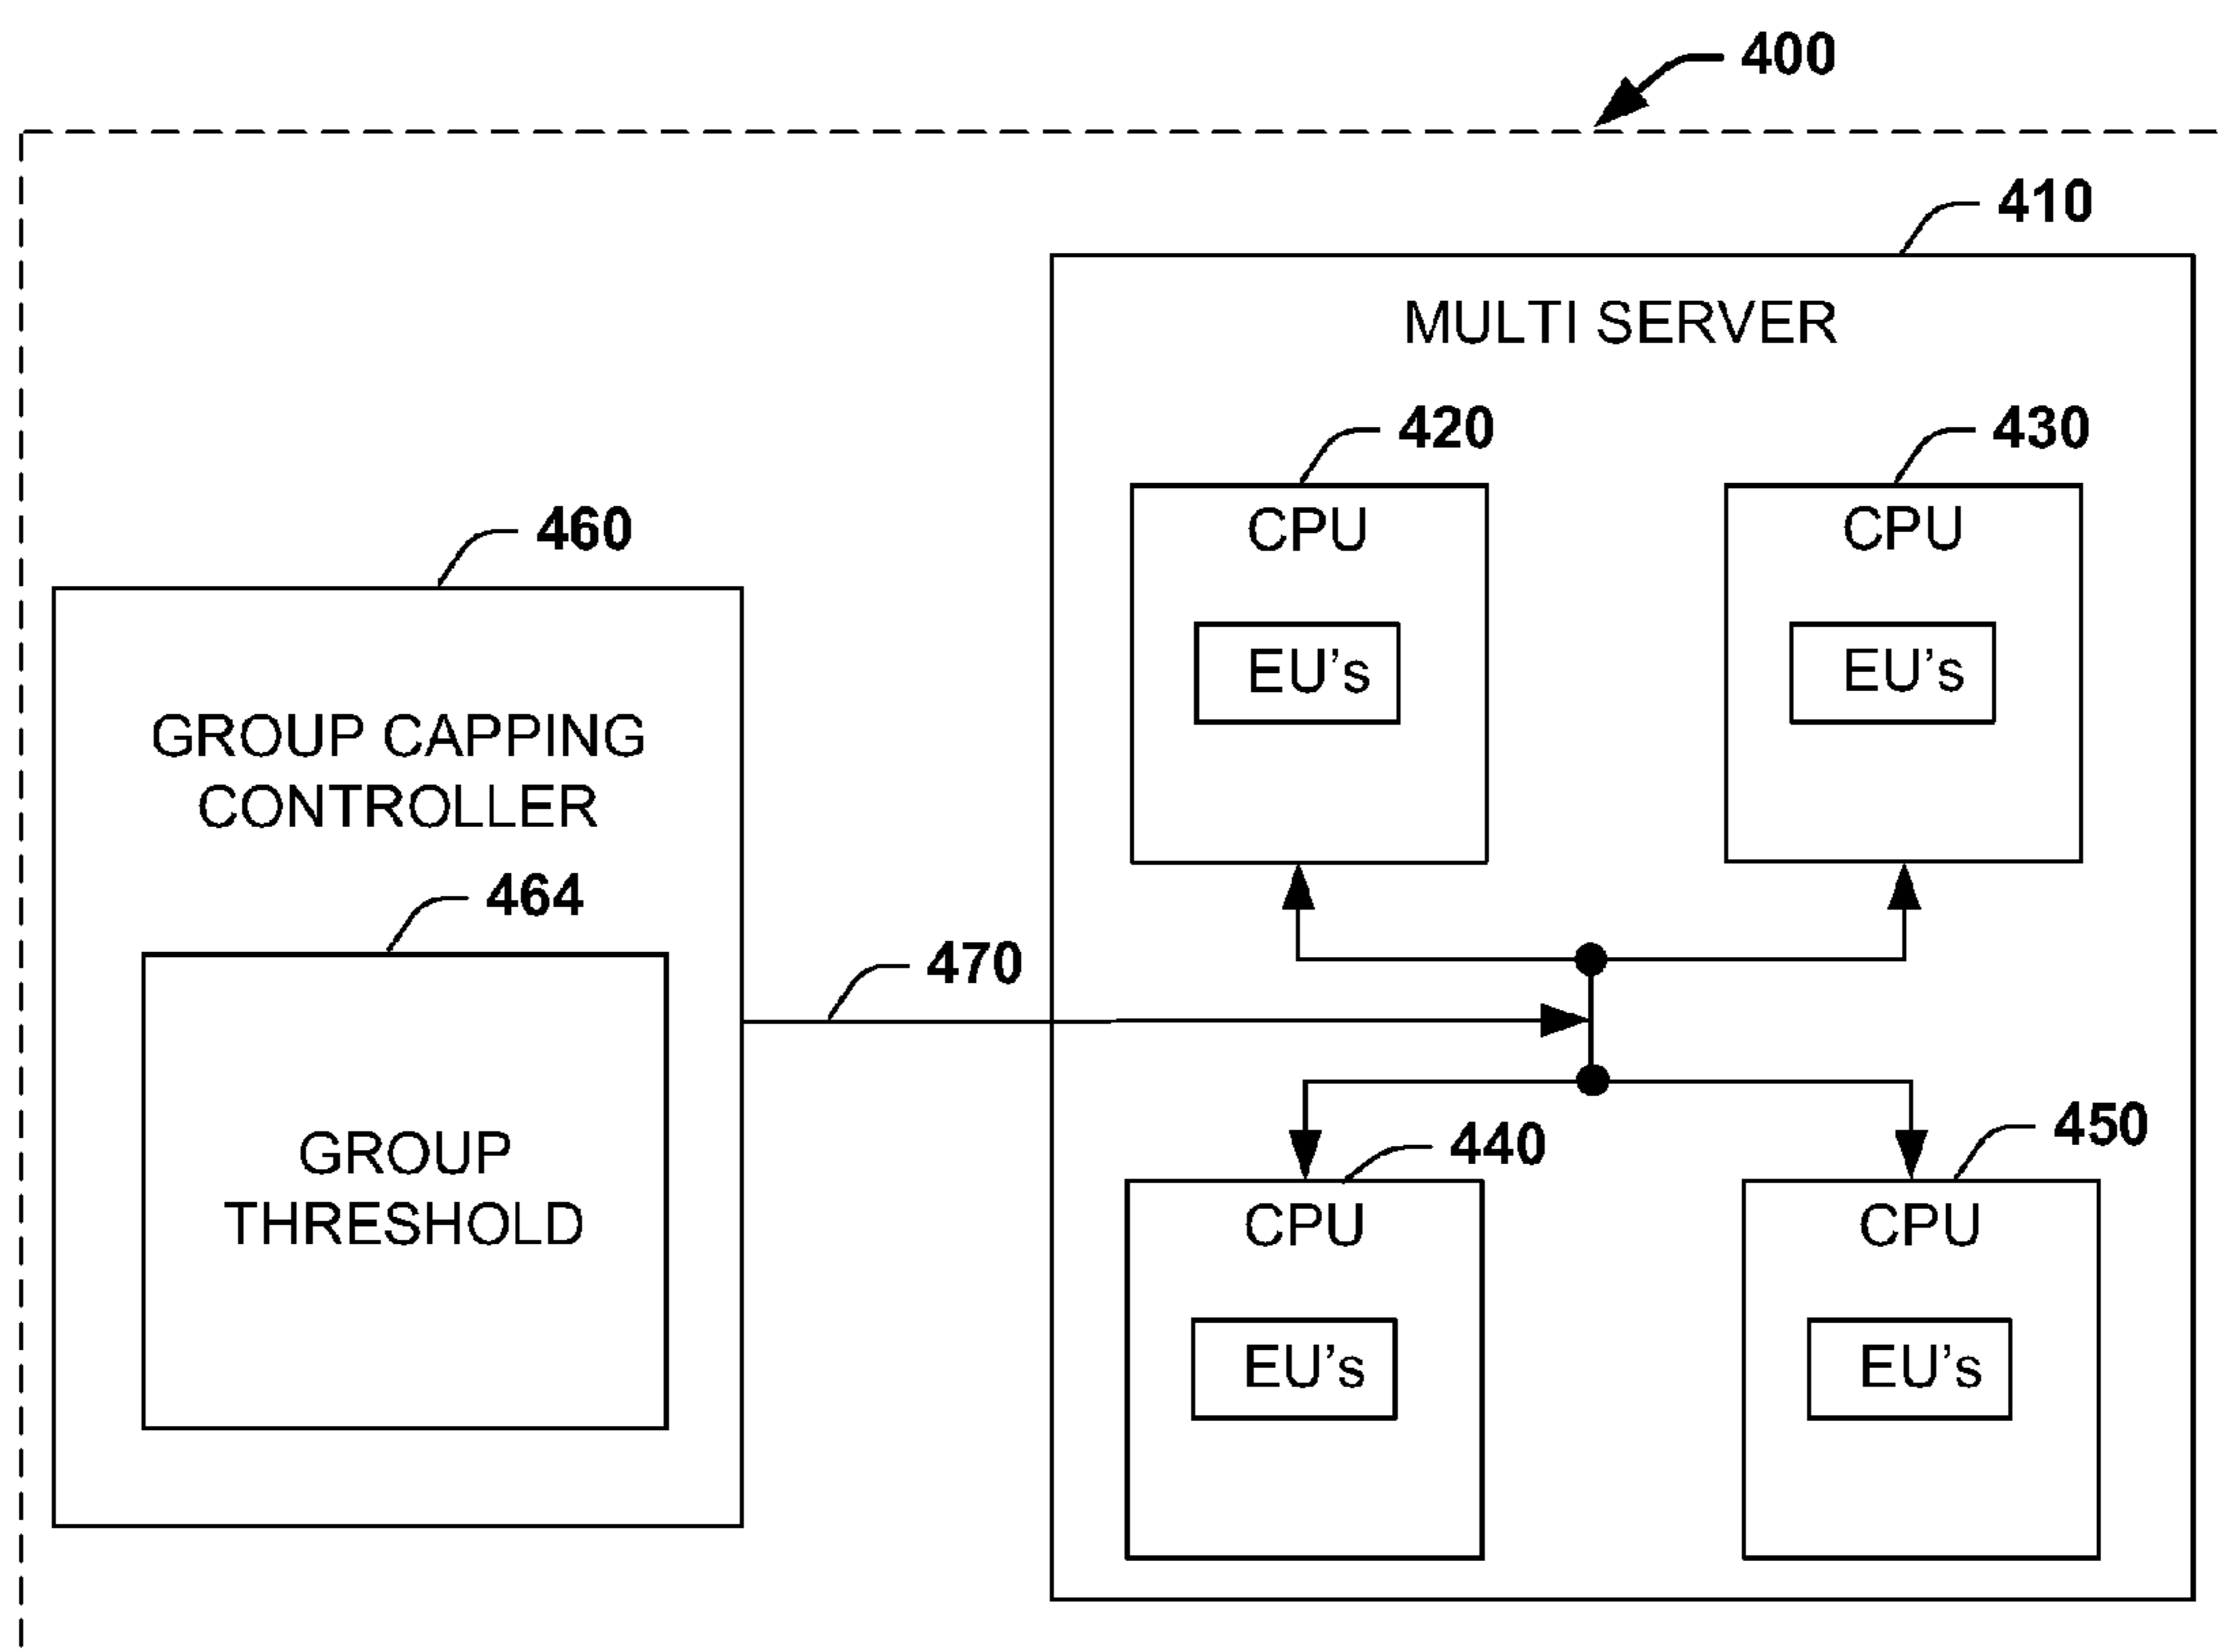 400
410
MULTI SERVER
420
430
CPU
CPU
EU's
EU's
460
GROUP CAPPING
CONTROLLER
464
470
GROUP
THRESHOLD
440
450
CPU
CPU
EU's
EU's